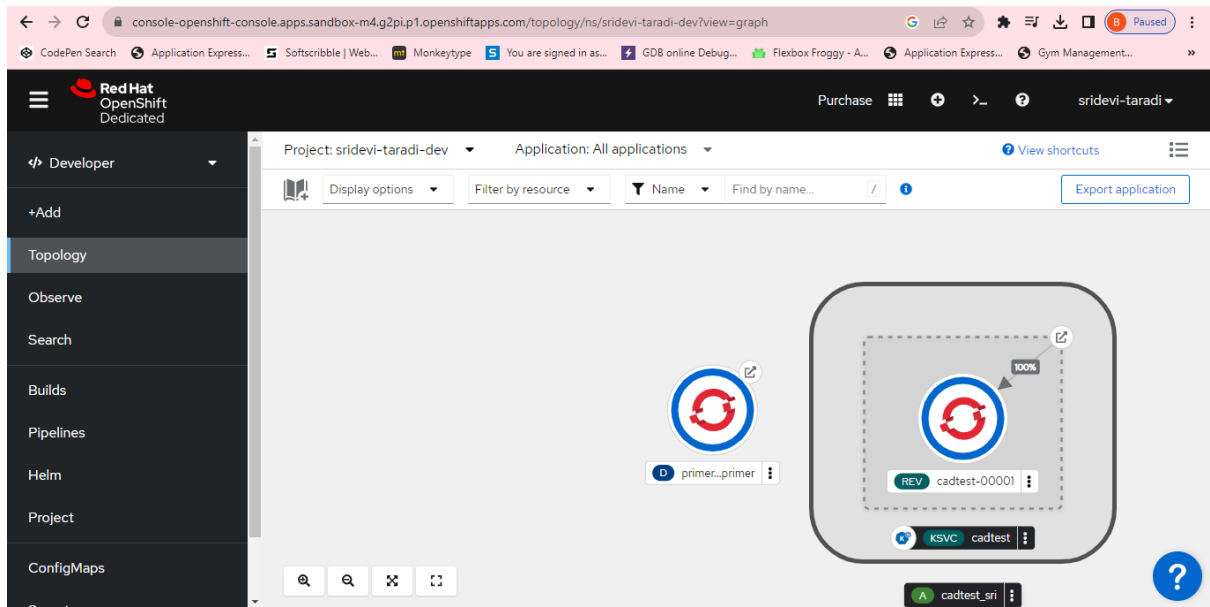 console-openshift-console.apps.sandbox-m4.g2pi.p1.openshiftapps.com/topology/ns/sridevi-taradi-dev?view=graph G B Paused
CodePen Search Application Express... Softscribble | Web... mt Monkeytype S You are signed in as... GDB online Debug... Flexbox Froggy - A... Application Express... Gym Management... »
Red Hat
OpenShift
Dedicated
Purchase >_ ? sridevi-taradi
</> Developer
+Add
Topology
Observe
Search
Builds
Pipelines
Helm
Project
ConfigMaps
Project: sridevi-taradi-dev Application: All applications ? View shortcuts
Display options Filter by resource Name Find by name... / i Export application
100%
D primer...primer
REV cadtest-00001
KSVC cadtest
A cadtest_sri
?